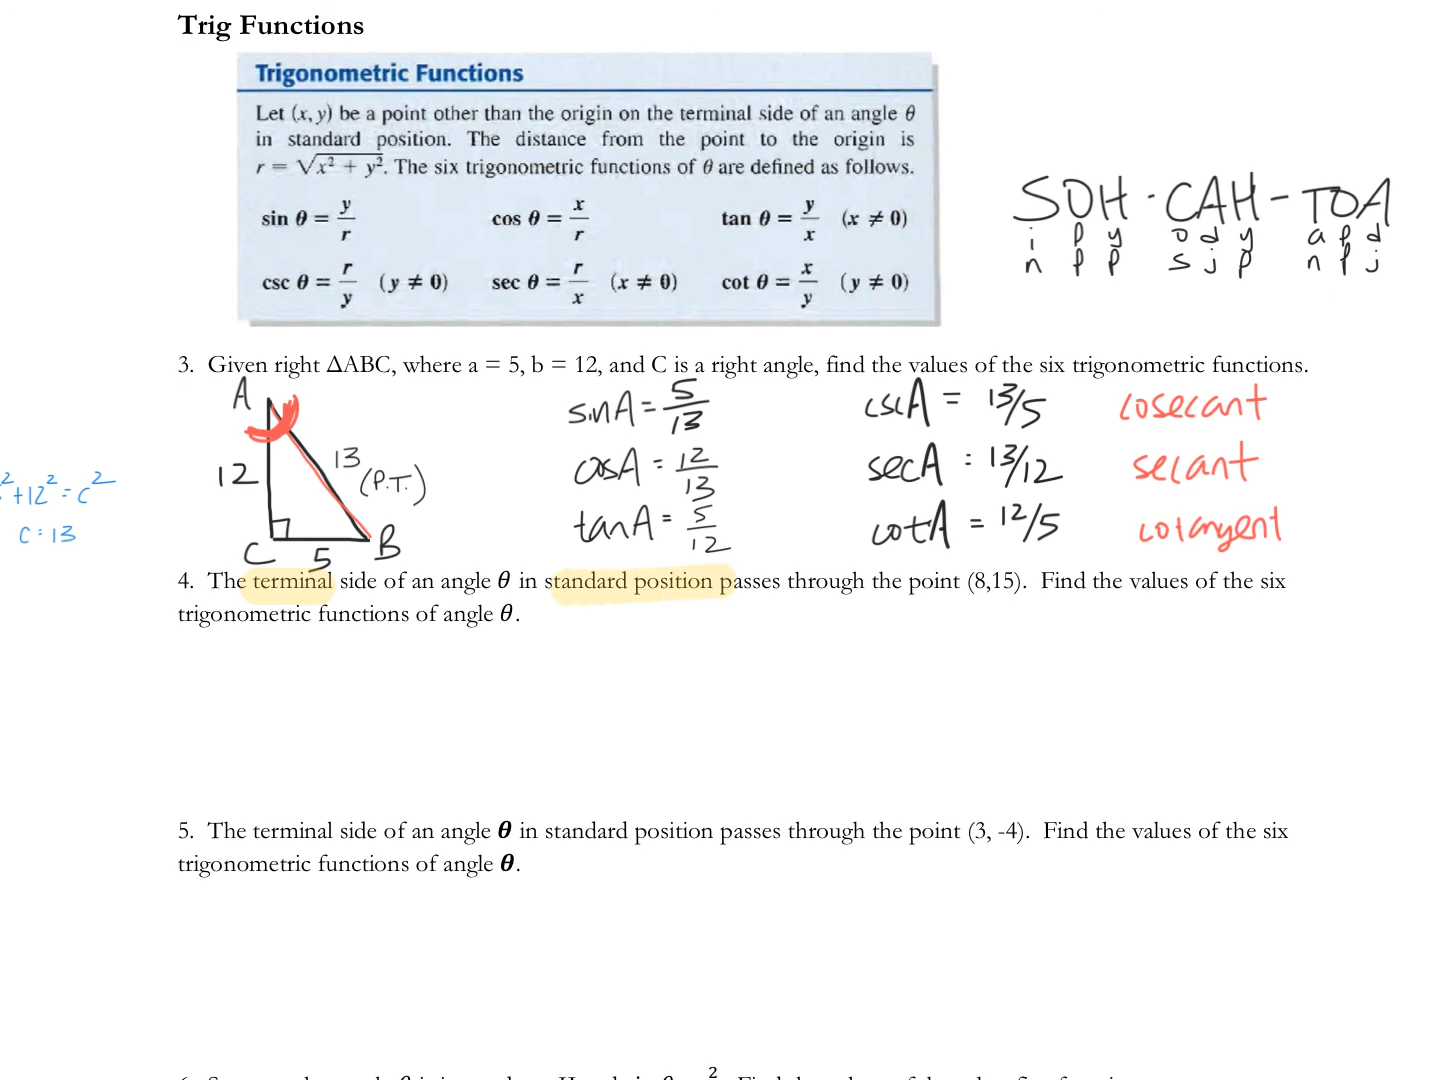 Trig Functions
Trigonometric Functions
Let (x, y) be a point other than the origin on the terminal side of an angle θ
in standard position. The distance from the point to the origin is
r = √x² + y². The six trigonometric functions of θ are defined as follows.
sin θ = y/r cos θ = x/r tan θ = y/x (x ≠ 0)
csc θ = r/y (y ≠ 0) sec θ = r/x (x ≠ 0) cot θ = x/y (y ≠ 0)
SOH - CAH - TOA
i p y o d y a p d
n p p s j p n p j
3. Given right ΔABC, where a = 5, b = 12, and C is a right angle, find the values of the six trigonometric functions.
A
12
13
(P.T.)
C 5 B
² + 12² = c²
c = 13
sinA = 5/13 cscA = 13/5 cosecant
cosA = 12/13 secA = 13/12 secant
tanA = 5/12 cotA = 12/5 cotangent
4. The terminal side of an angle θ in standard position passes through the point (8,15). Find the values of the six
trigonometric functions of angle θ.
5. The terminal side of an angle θ in standard position passes through the point (3, -4). Find the values of the six
trigonometric functions of angle θ.
2